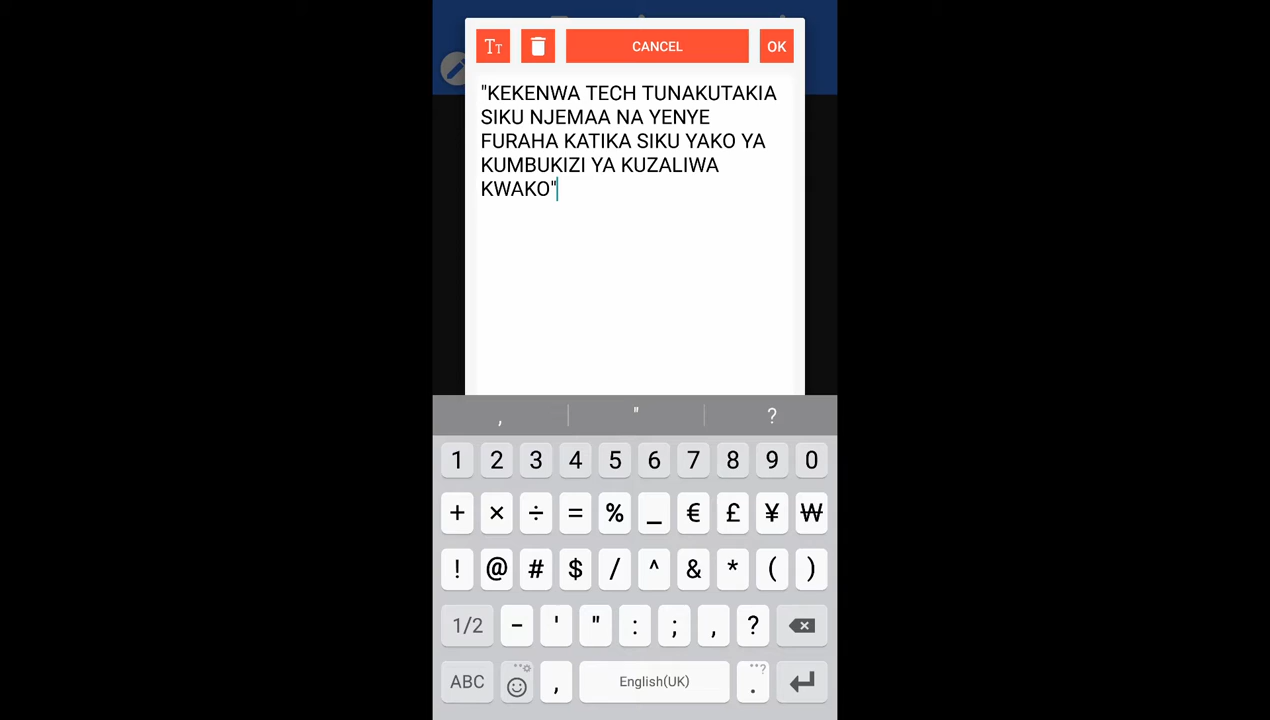 TT
CANCEL
OK
"KEKENWA TECH TUNAKUTAKIA
SIKU NJEMAA NA YENYE
FURAHA KATIKA SIKU YAKO YA
KUMBUKIZI YA KUZALIWA
KWAKO"
, " ?
1 2 3 4 5 6 7 8 9 0
+ × ÷ = % _ € £ ¥ ₩
! @ # $ / ^ & * ( )
1/2 - ' " : ; , ?
ABC , English(UK) .